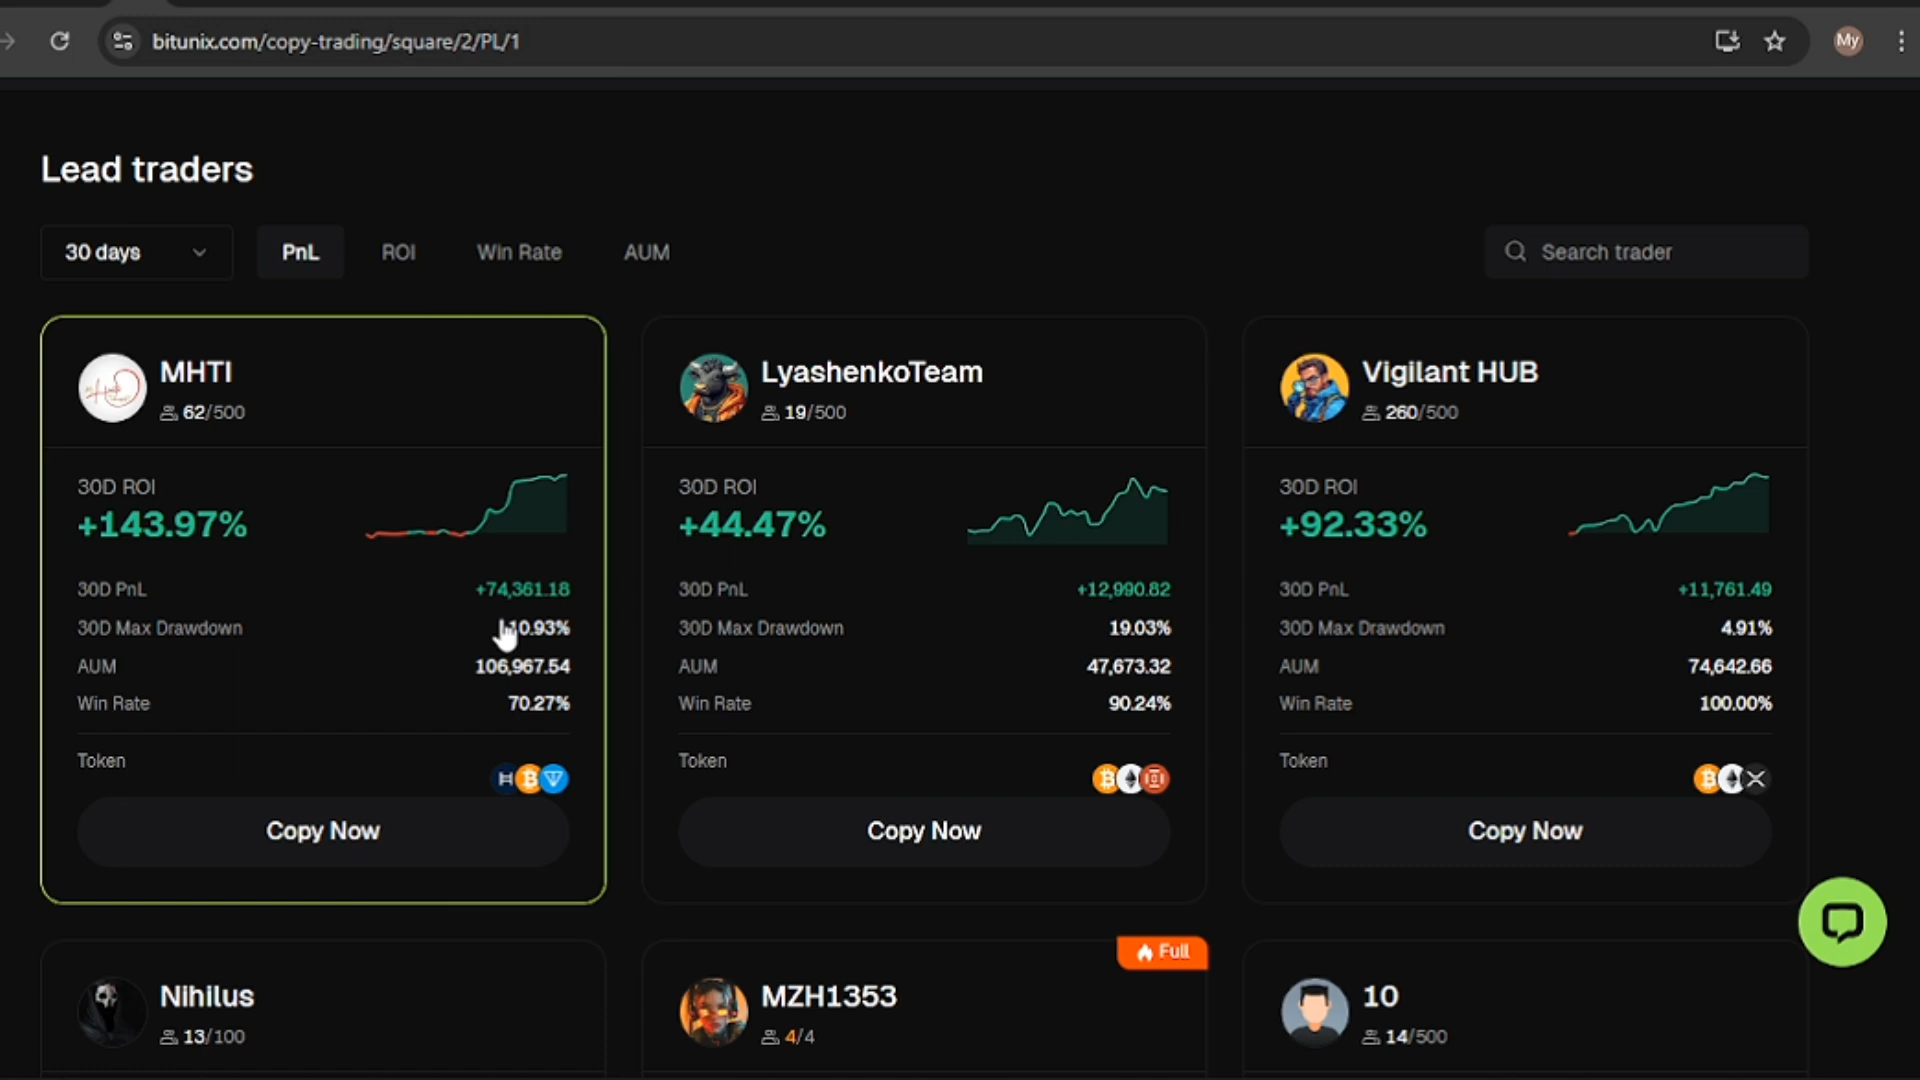 bitunix.com/copy-trading/square/2/PL/1
My
Lead traders
30 days
PnL
ROI
Win Rate
AUM
Search trader
MHTI
62/500
30D ROI
+143.97%
30D PnL +74,361.18
30D Max Drawdown 10.93%
AUM 106,967.54
Win Rate 70.27%
Token
Copy Now
LyashenkoTeam
19/500
30D ROI
+44.47%
30D PnL +12,990.82
30D Max Drawdown 19.03%
AUM 47,673.32
Win Rate 90.24%
Token
Copy Now
Vigilant HUB
260/500
30D ROI
+92.33%
30D PnL +11,761.49
30D Max Drawdown 4.91%
AUM 74,642.66
Win Rate 100.00%
Token
Copy Now
Nihilus
13/100
Full
MZH1353
4/4
10
14/500